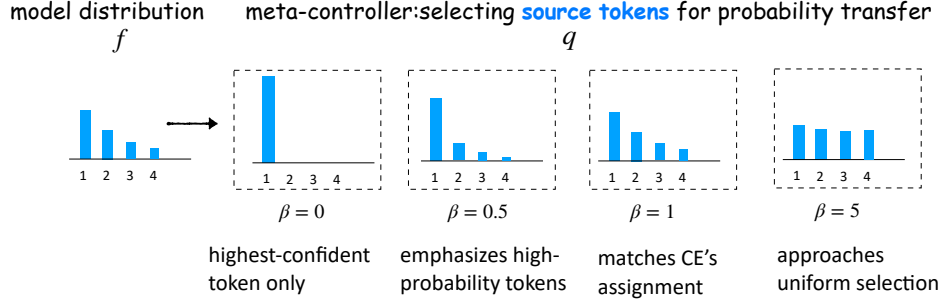 model distribution
f
meta-controller:selecting source tokens for probability transfer
q
1 2 3 4
1 2 3 4
1 2 3 4
1 2 3 4
1 2 3 4
β = 0
β = 0.5
β = 1
β = 5
highest-confident
token only
emphasizes high-
probability tokens
matches CE's
assignment
approaches
uniform selection